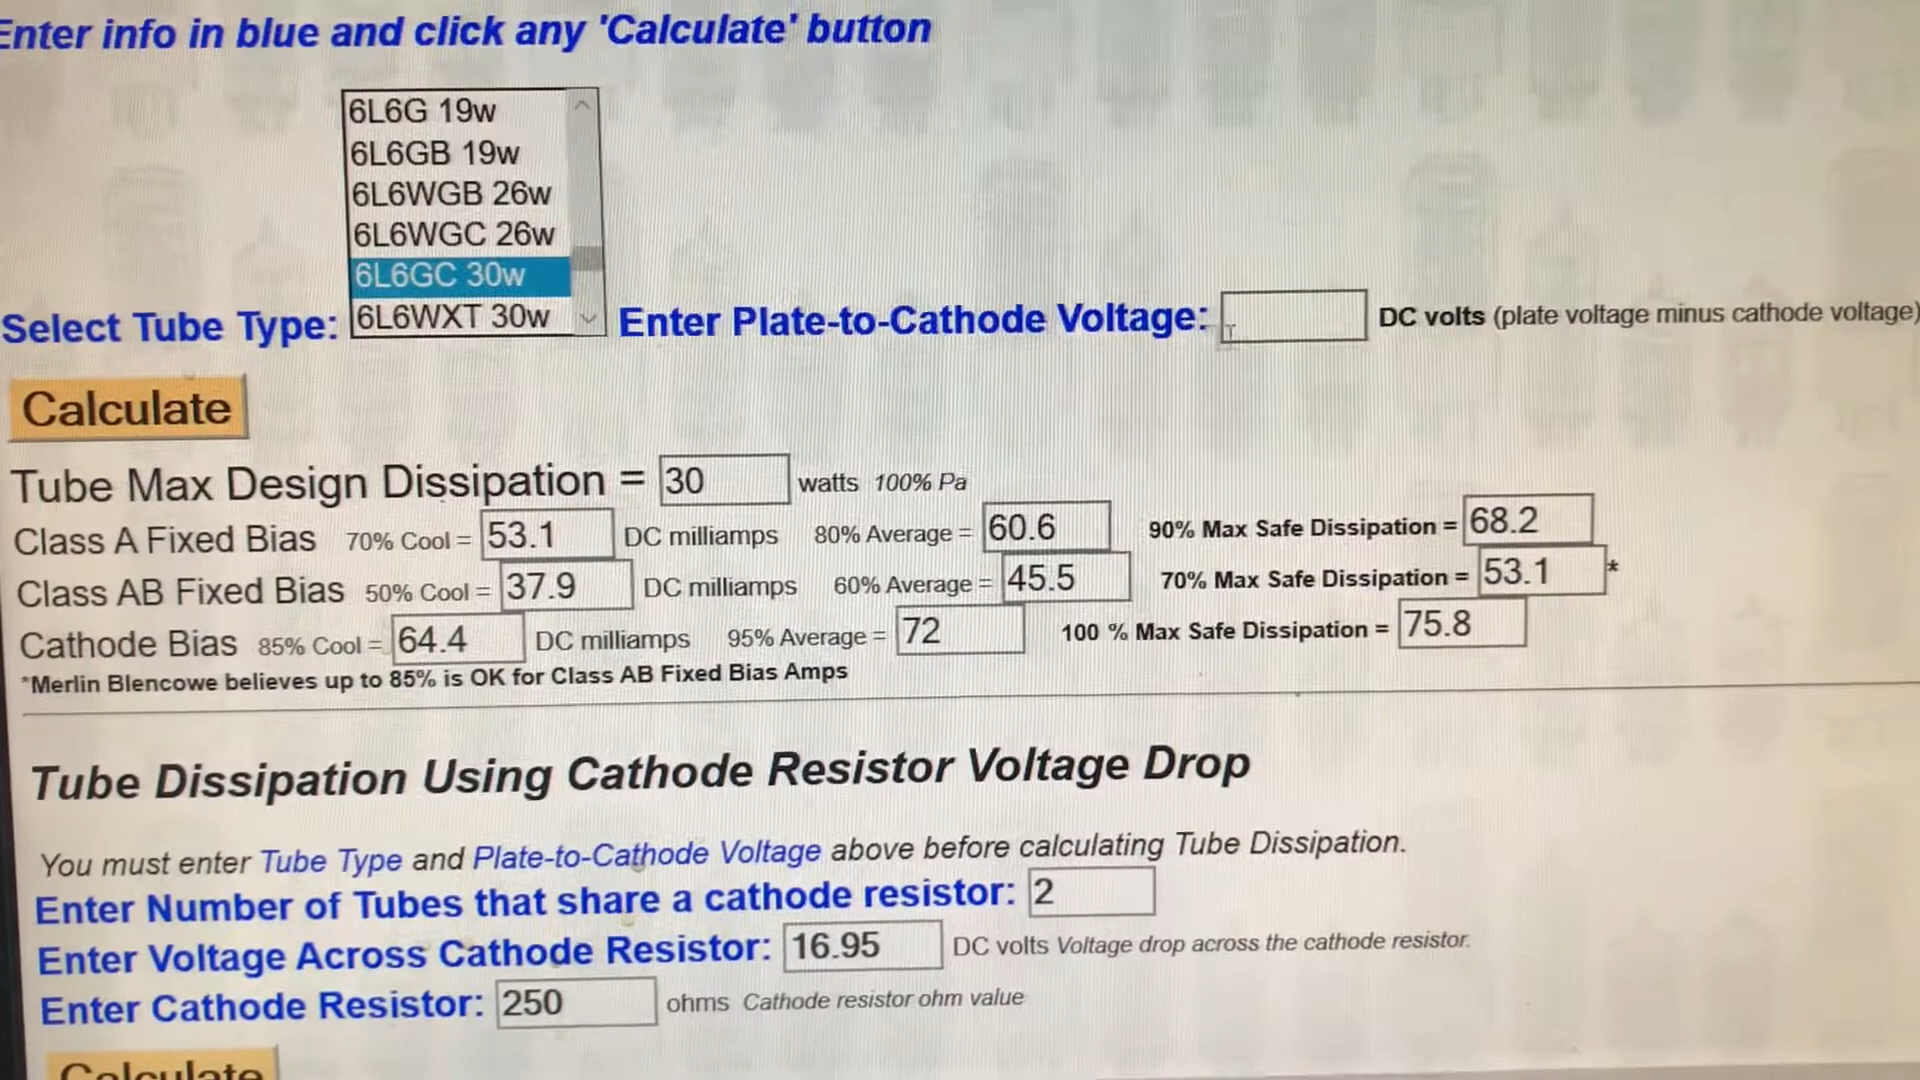 Enter info in blue and click any 'Calculate' button
6L6G 19w
6L6GB 19w
6L6WGB 26w
6L6WGC 26w
6L6GC 30w
6L6WXT 30w
Select Tube Type: Enter Plate-to-Cathode Voltage: DC volts (plate voltage minus cathode voltage)
Calculate
Tube Max Design Dissipation = 30 watts 100% Pa
Class A Fixed Bias 70% Cool = 53.1 DC milliamps 80% Average = 60.6 90% Max Safe Dissipation = 68.2
Class AB Fixed Bias 50% Cool = 37.9 DC milliamps 60% Average = 45.5 70% Max Safe Dissipation = 53.1 *
Cathode Bias 85% Cool = 64.4 DC milliamps 95% Average = 72 100 % Max Safe Dissipation = 75.8
*Merlin Blencowe believes up to 85% is OK for Class AB Fixed Bias Amps
Tube Dissipation Using Cathode Resistor Voltage Drop
You must enter Tube Type and Plate-to-Cathode Voltage above before calculating Tube Dissipation.
Enter Number of Tubes that share a cathode resistor: 2
Enter Voltage Across Cathode Resistor: 16.95 DC volts Voltage drop across the cathode resistor.
Enter Cathode Resistor: 250 ohms Cathode resistor ohm value
Calculate